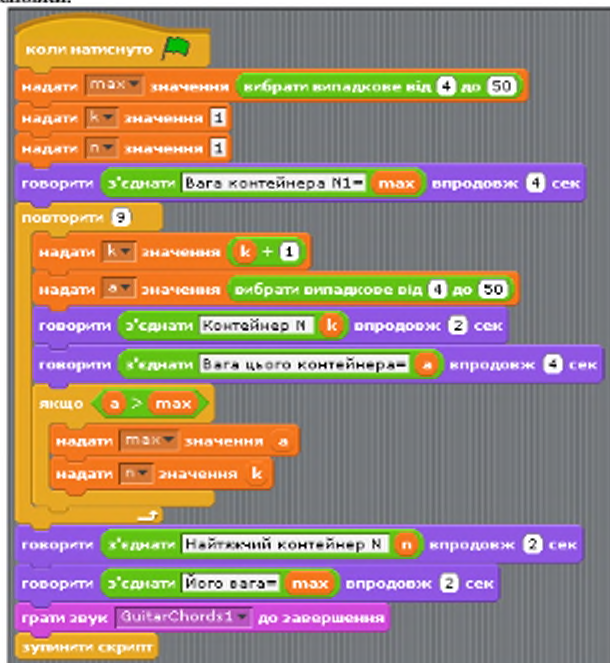 коли натиснуто
надати max значення вибрати випадкове від 4 до 50
надати k значення 1
надати n значення 1
говорити з'єднати Вага контейнера N1= max впродовж 4 сек
повторити 9
надати k значення k + 1
надати a значення вибрати випадкове від 4 до 50
говорити з'єднати Контейнер N k впродовж 2 сек
говорити з'єднати Вага цього контейнера= a впродовж 4 сек
якщо a > max
надати max значення a
надати n значення k
говорити з'єднати Найтяжчий контейнер N n впродовж 2 сек
говорити з'єднати Його вага= max впродовж 2 сек
грати звук GuitarChords1 до завершення
зупинити скрипт